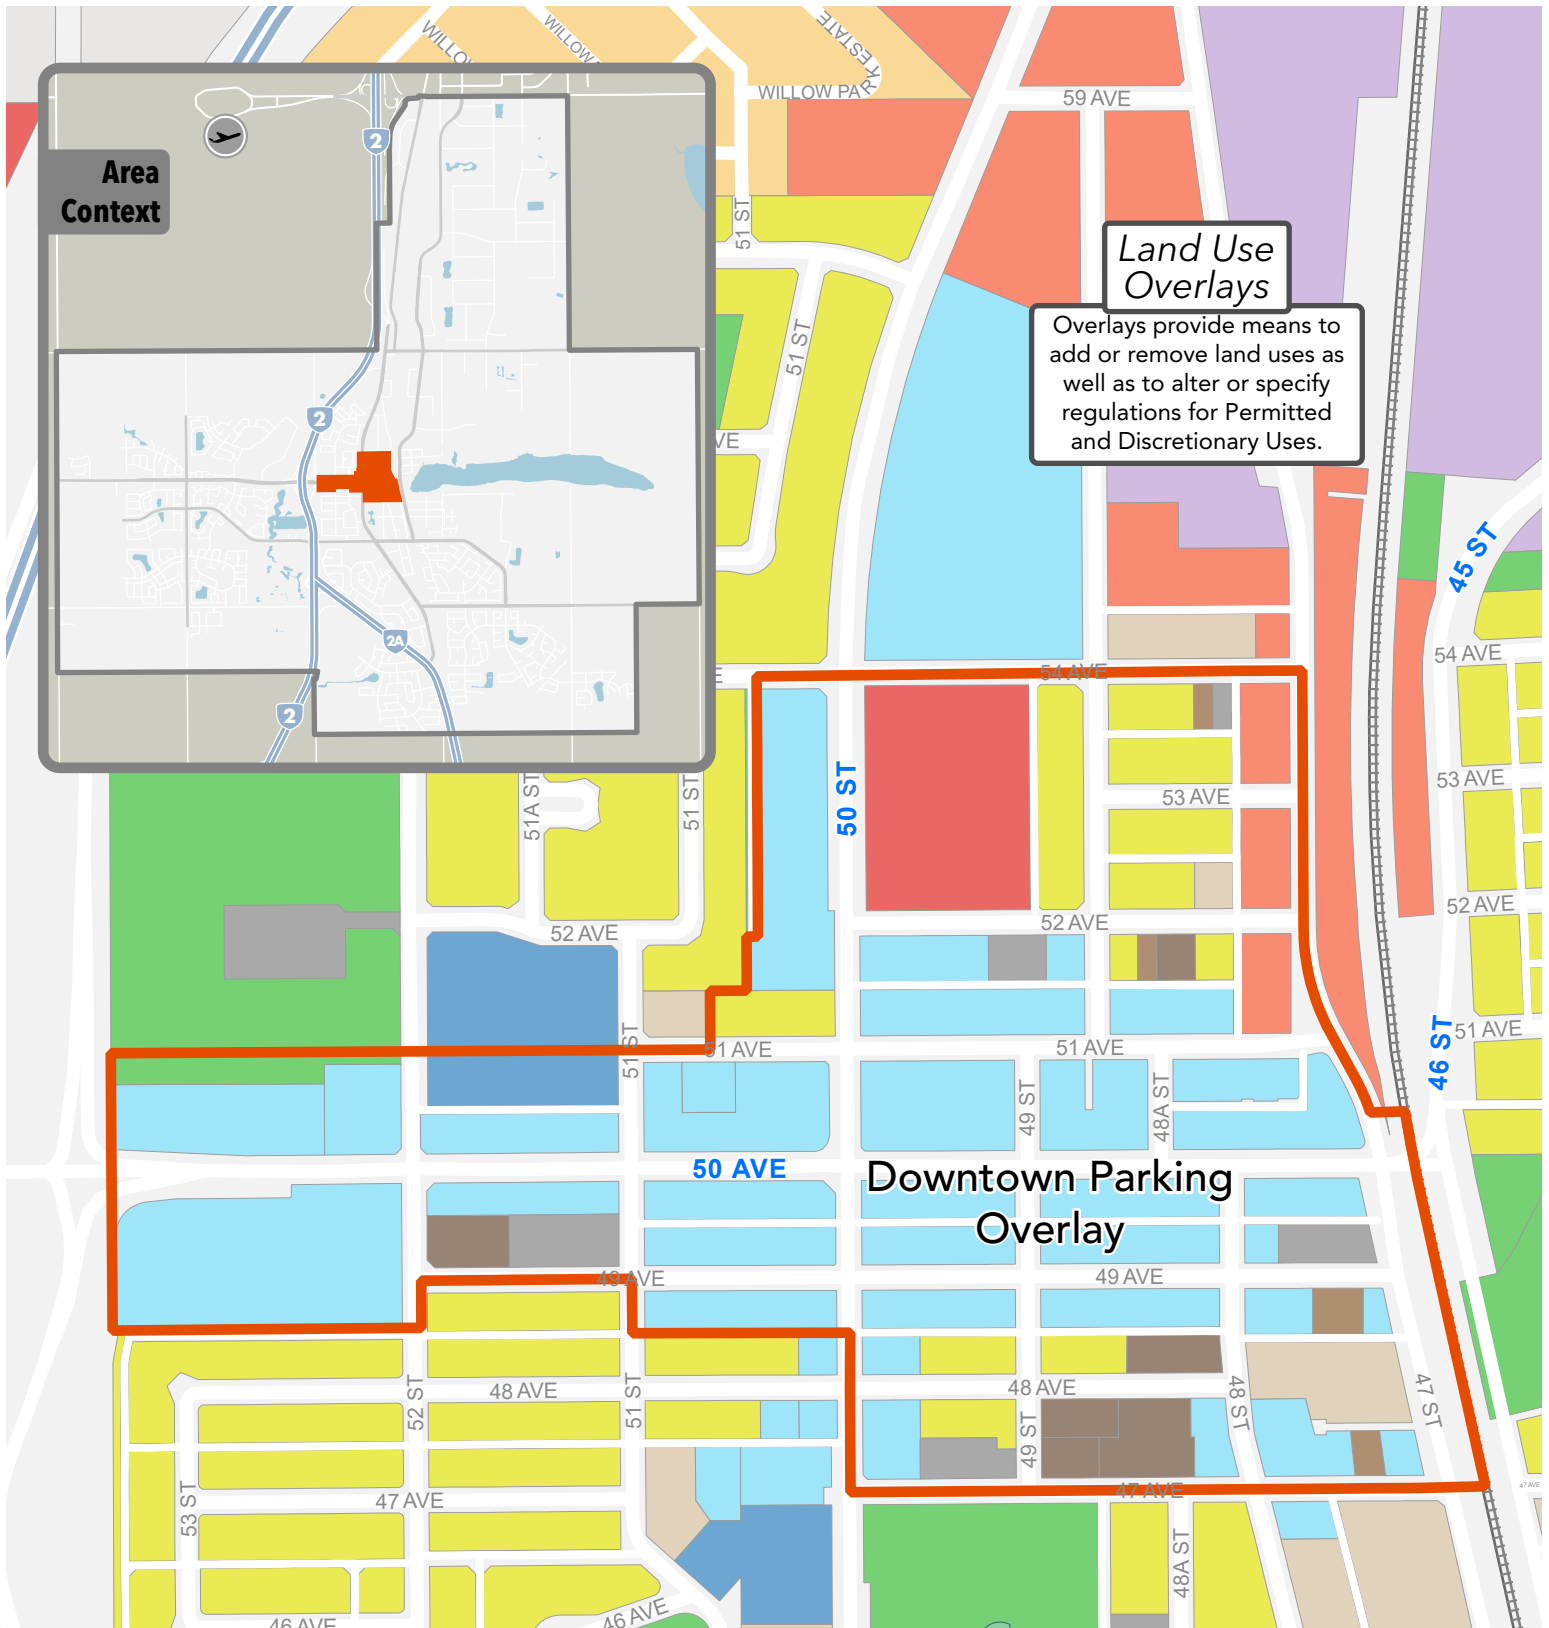 WILLOW
WILLOW
ESTATE
WILLOW PARK
59 AVE
2
Area
Context
51 ST
Land Use
Overlays
Overlays provide means to
add or remove land uses as
well as to alter or specify
regulations for Permitted
and Discretionary Uses.
51 ST
2
VE
45 ST
2A
54 AVE
E
54 AVE
2
53 AVE
50 ST
53 AVE
51A ST
51 ST
52 AVE
52 AVE
52 AVE
51 ST
51 AVE
51 AVE
51 AVE
46 ST
49 ST
48A ST
50 AVE
Downtown Parking
Overlay
49 AVE
49 AVE
48 AVE
48 AVE
52 ST
51 ST
48 ST
47 ST
49 ST
47 AVE
47 AVE
47 AVE
53 ST
48A ST
46 AVE
46 AVE